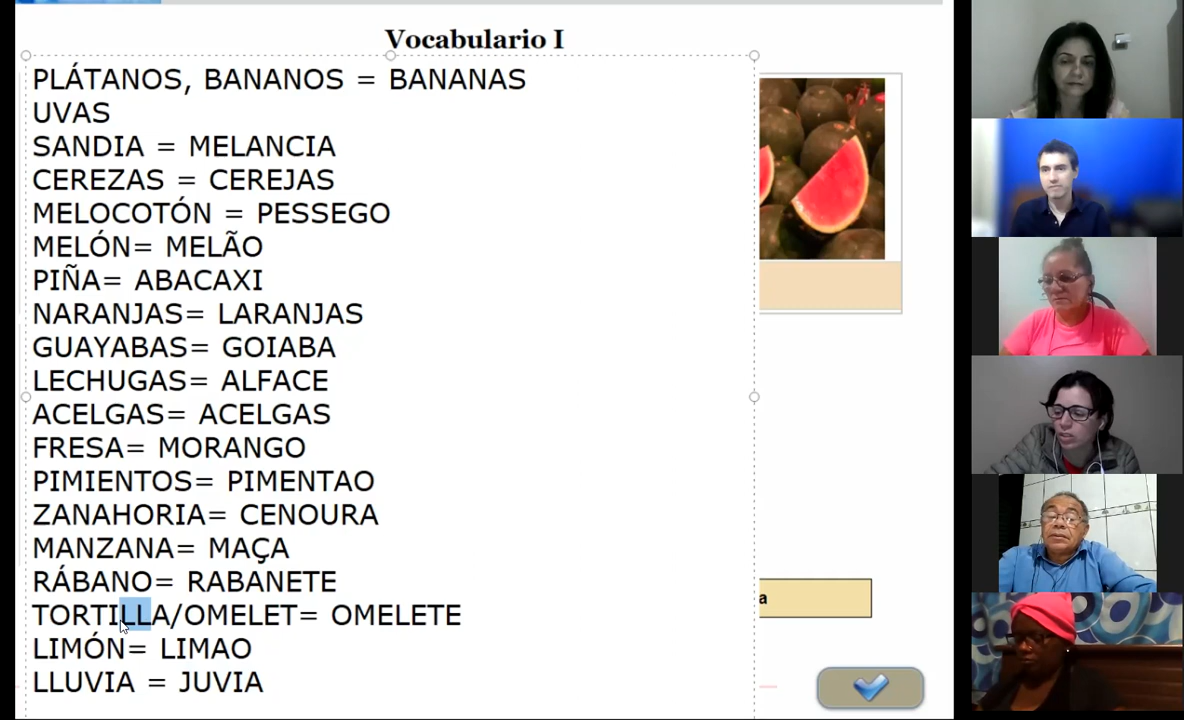 Vocabulario I
PLÁTANOS, BANANOS = BANANAS
UVAS
SANDIA = MELANCIA
CEREZAS = CEREJAS
MELOCOTÓN = PESSEGO
MELÓN= MELÃO
PIÑA= ABACAXI
NARANJAS= LARANJAS
GUAYABAS= GOIABA
LECHUGAS= ALFACE
ACELGAS= ACELGAS
FRESA= MORANGO
PIMIENTOS= PIMENTAO
ZANAHORIA= CENOURA
MANZANA= MAÇA
RÁBANO= RABANETE
TORTILLA/OMELET= OMELETE
LIMÓN= LIMAO
LLUVIA = JUVIA
a